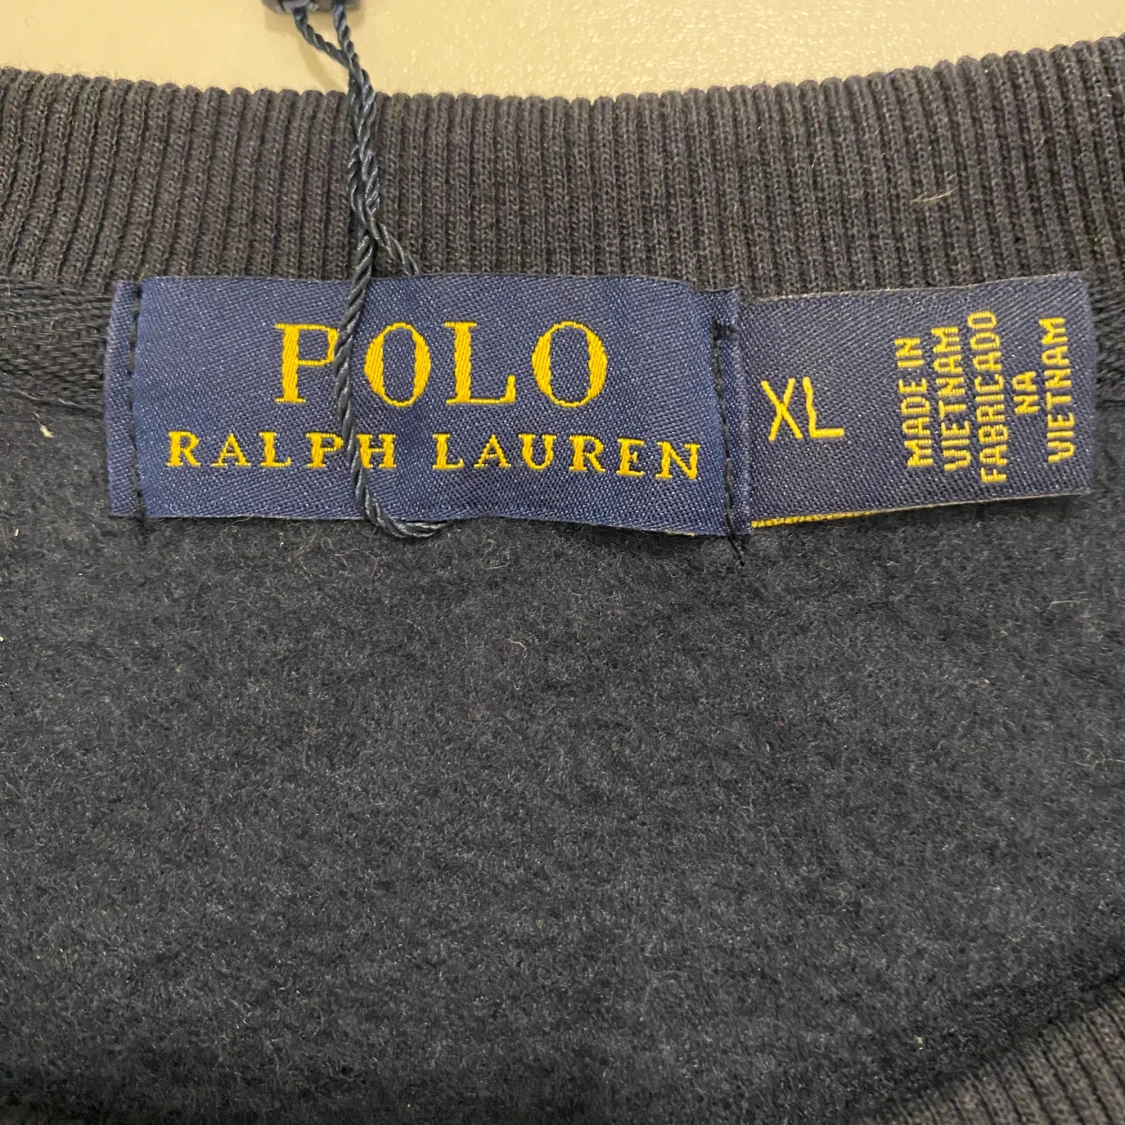 POLO
RALPH LAUREN
XL
MADE IN
VIETNAM
FABRICADO
NA
VIETNAM